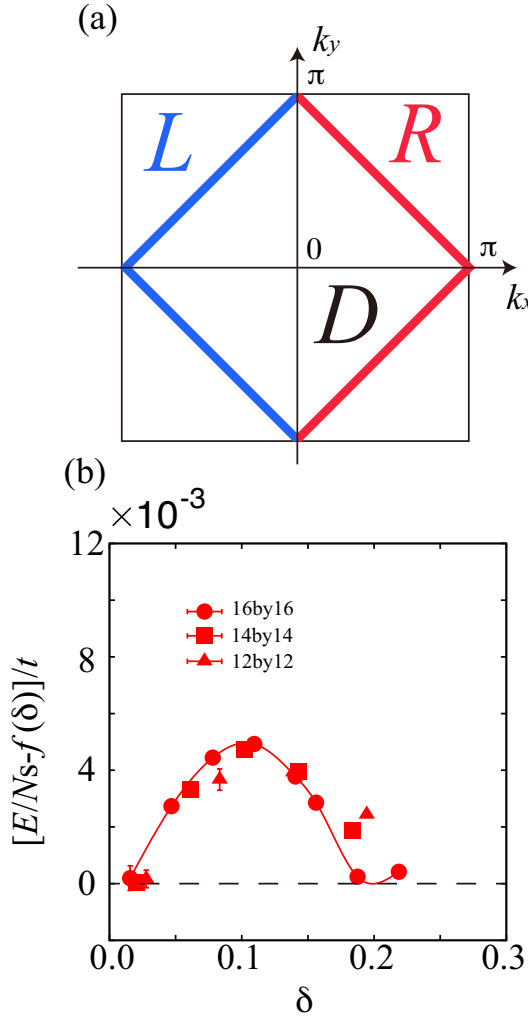 (a)
ky
π
L
R
0
π
kx
D
(b)
×10⁻³
12
16by16
14by14
12by12
8
4
0
[E/Ns-f(δ)]/t
0.0 0.1 0.2 0.3
δ